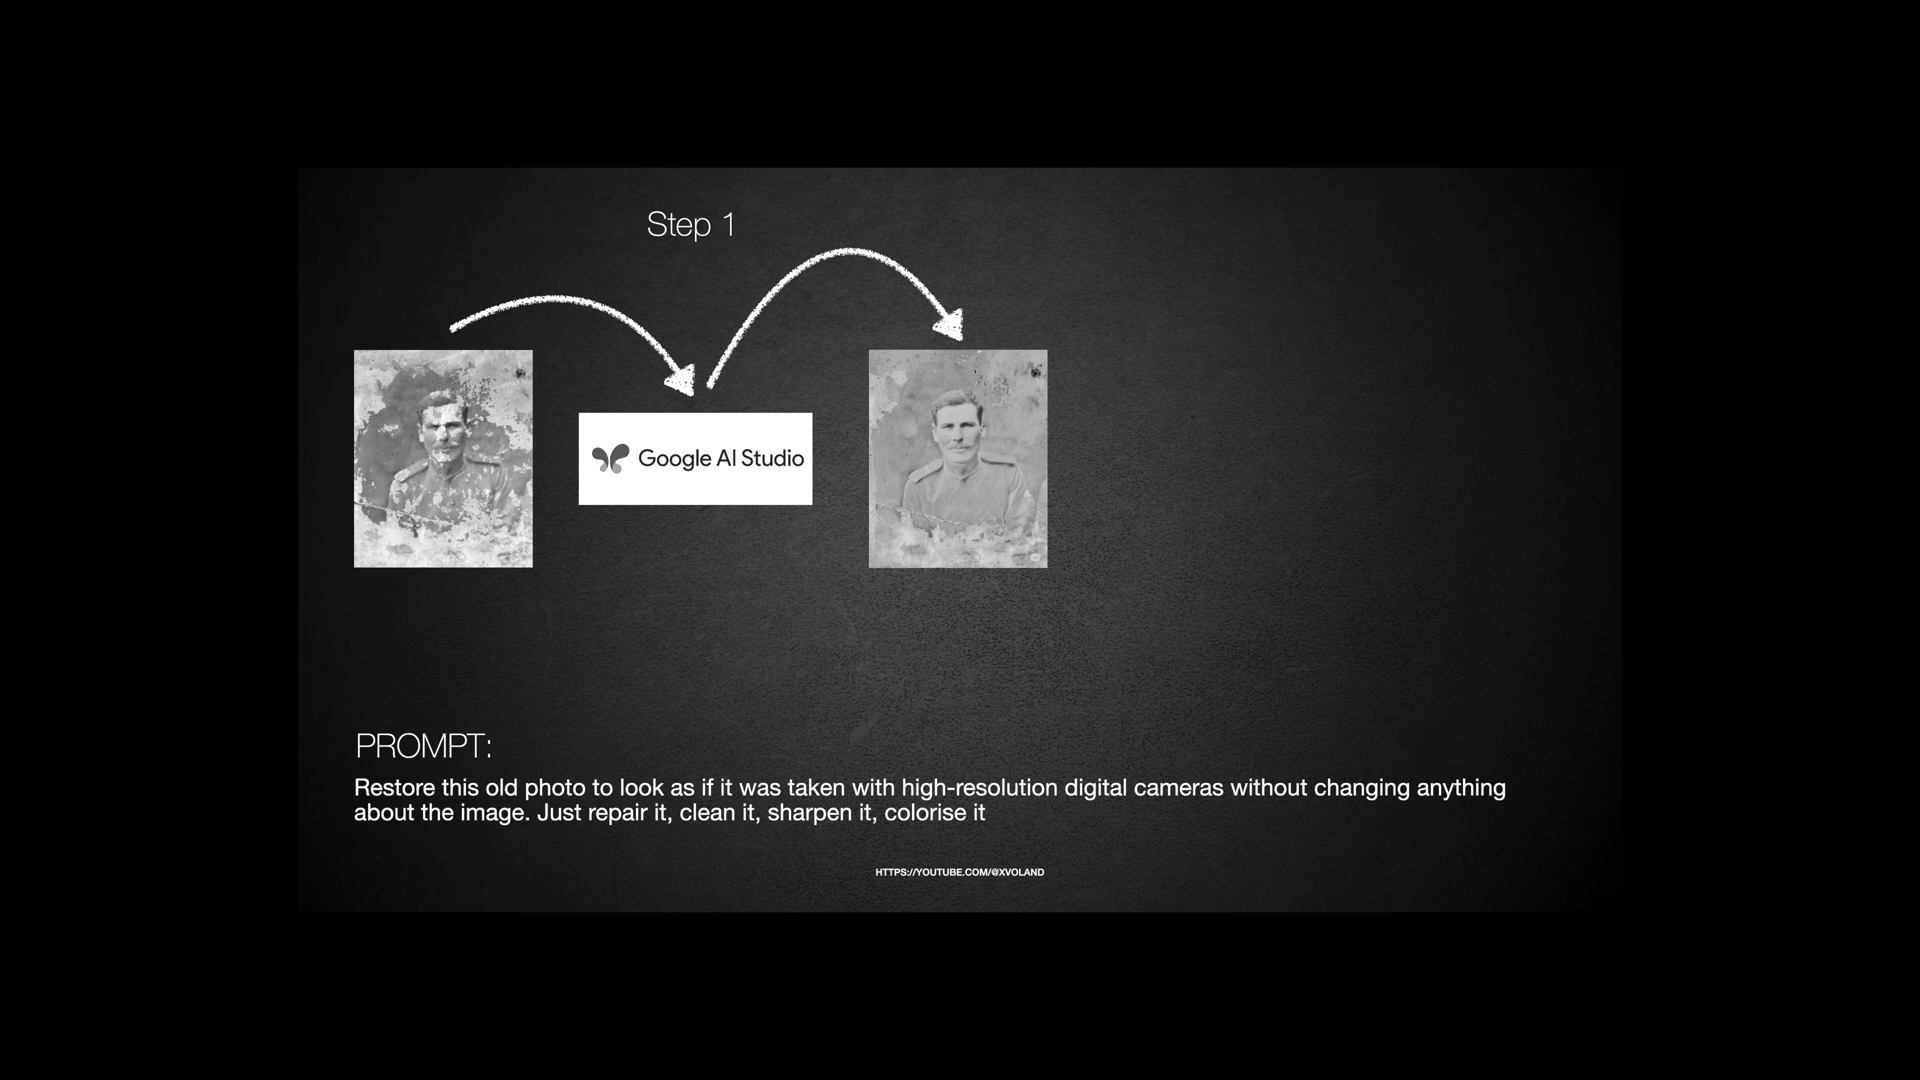 Step 1
Google AI Studio
PROMPT:
Restore this old photo to look as if it was taken with high-resolution digital cameras without changing anything
about the image. Just repair it, clean it, sharpen it, colorise it
HTTPS://YOUTUBE.COM/@XVOLAND